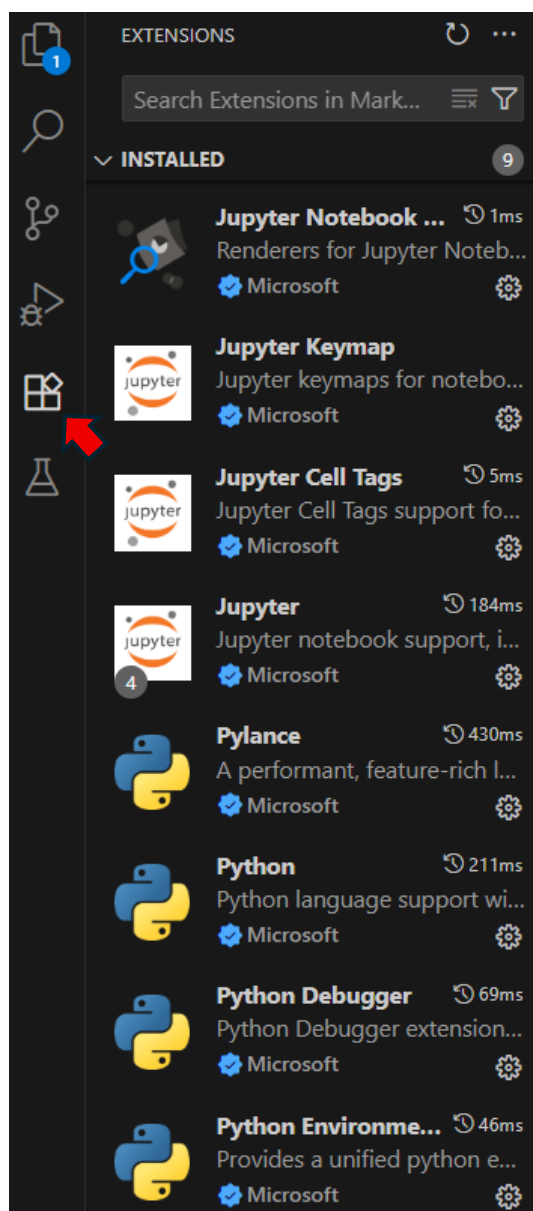 EXTENSIONS
1
Search Extensions in Mark...
INSTALLED 9
Jupyter Notebook ... 1ms
Renderers for Jupyter Noteb...
Microsoft
Jupyter Keymap
jupyter
Jupyter keymaps for notebo...
Microsoft
Jupyter Cell Tags 5ms
jupyter
Jupyter Cell Tags support fo...
Microsoft
Jupyter 184ms
jupyter
Jupyter notebook support, i...
4
Microsoft
Pylance 430ms
A performant, feature-rich l...
Microsoft
Python 211ms
Python language support wi...
Microsoft
Python Debugger 69ms
Python Debugger extension...
Microsoft
Python Environme... 46ms
Provides a unified python e...
Microsoft